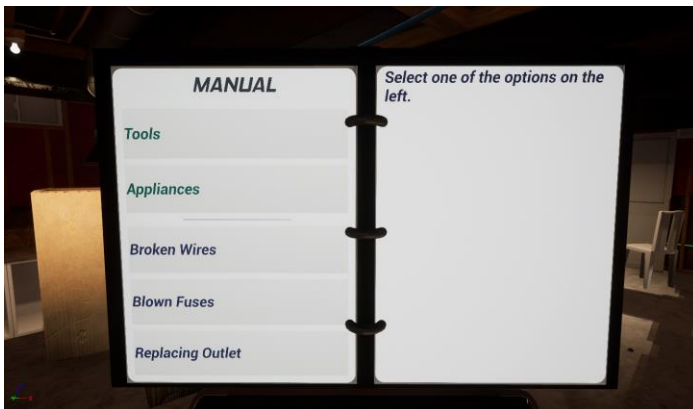 MANUAL
Tools
Appliances
Broken Wires
Blown Fuses
Replacing Outlet
Select one of the options on the
left.